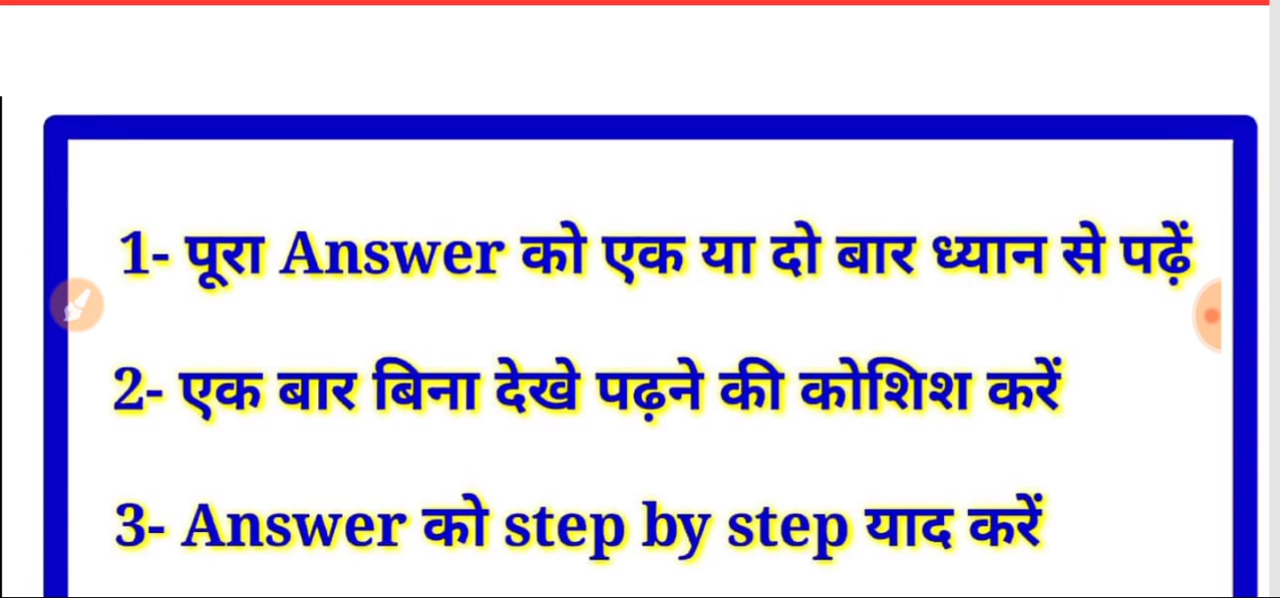 1- पूरा Answer को एक या दो बार ध्यान से पढ़ें
2- एक बार बिना देखे पढ़ने की कोशिश करें
3- Answer को step by step याद करें